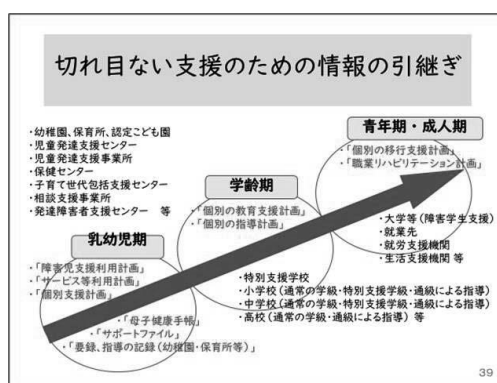 切れ目ない支援のための情報の引継ぎ
・幼稚園、保育所、認定こども園
・児童発達支援センター
・児童発達支援事業所
・保健センター
・子育て世代包括支援センター
・相談支援事業所
・発達障害者支援センター 等
乳幼児期
・「障害児支援利用計画」
・「サービス等利用計画」
・「個別支援計画」
・「母子健康手帳」
・「サポートファイル」
・「要録、指導の記録(幼稚園・保育所等)」
学齢期
・「個別の教育支援計画」
・「個別の指導計画」
・特別支援学校
・小学校(通常の学級・特別支援学級・通級による指導)
・中学校(通常の学級・特別支援学級・通級による指導)
・高校(通常の学級・通級による指導) 等
青年期・成人期
・「個別の移行支援計画」
・「職業リハビリテーション計画」
・大学等(障害学生支援)
・就業先
・就労支援機関
・生活支援機関 等
39